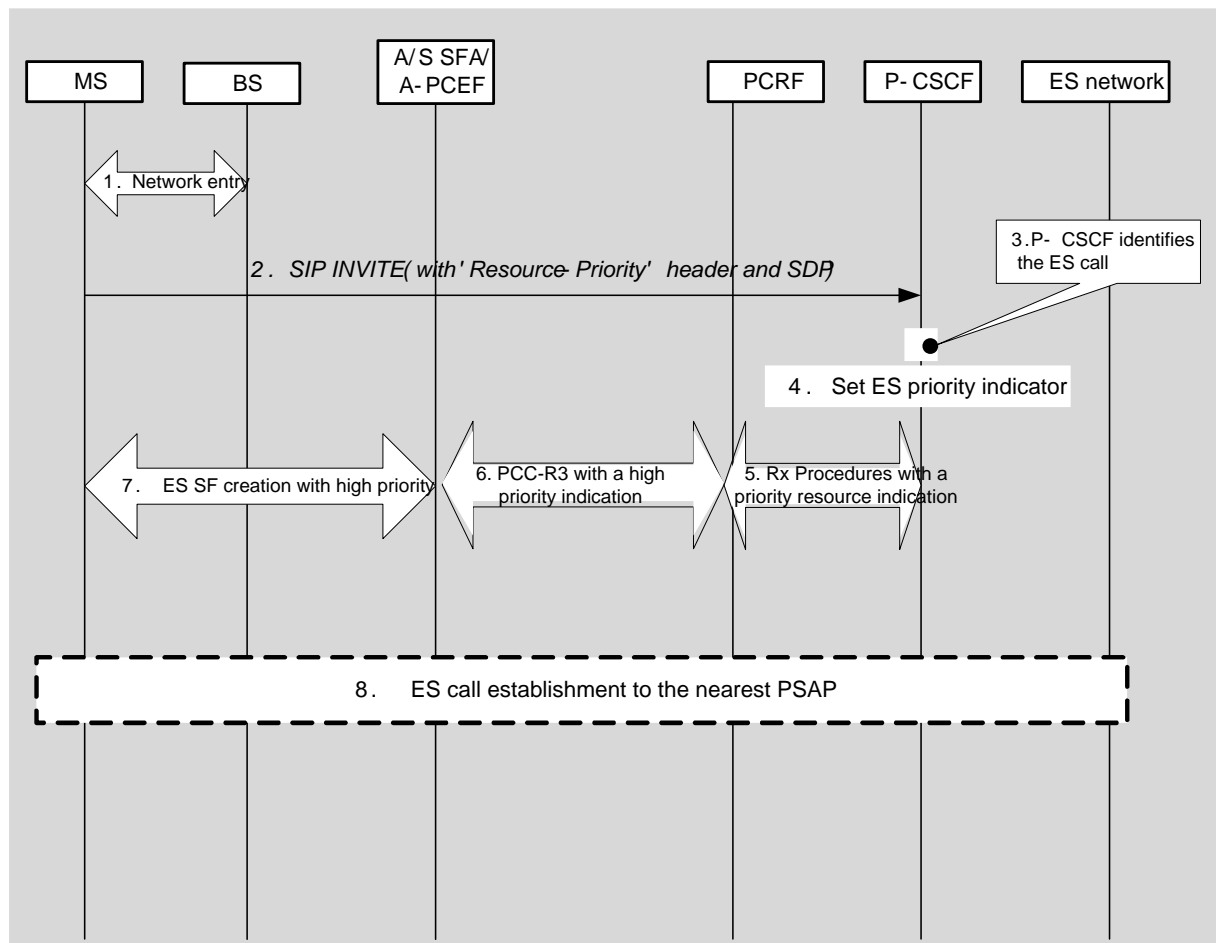 MS
BS
A/S SFA/
A-PCEF
PCRF
P-CSCF
ES network
1. Network entry
2. SIP INVITE(with'Resource-Priority' header and SDP)
3.P-CSCF identifies
the ES call
4. Set ES priority indicator
7. ES SF creation with high priority
6. PCC-R3 with a high
priority indication
5. Rx Procedures with a
priority resource indication
8. ES call establishment to the nearest PSAP